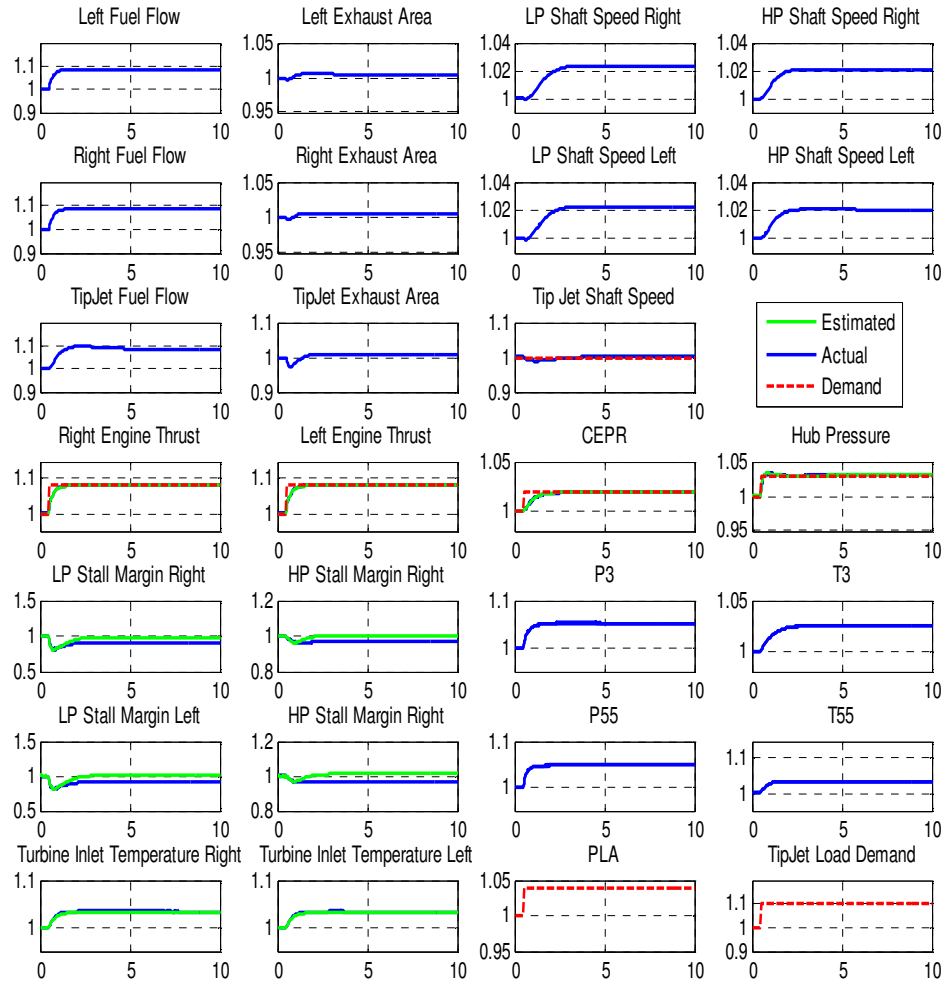 Left Fuel Flow
Left Exhaust Area
LP Shaft Speed Right
HP Shaft Speed Right
1.1
1
0.9
0 5 10
1.05
1
0.95
0 5 10
1.04
1.02
1
0 5 10
1.04
1.02
1
0 5 10
Right Fuel Flow
Right Exhaust Area
LP Shaft Speed Left
HP Shaft Speed Left
1.1
1
0.9
0 5 10
1.05
1
0.95
0 5 10
1.04
1.02
1
0 5 10
1.04
1.02
1
0 5 10
TipJet Fuel Flow
TipJet Exhaust Area
Tip Jet Shaft Speed
1.1
1
0 5 10
1.1
1
0.9
0 5 10
1.1
1
0.9
0 5 10
Estimated
Actual
Demand
Right Engine Thrust
Left Engine Thrust
CEPR
Hub Pressure
1.1
1
0 5 10
1.1
1
0 5 10
1.05
1
0 5 10
1.05
1
0.95
0 5 10
LP Stall Margin Right
HP Stall Margin Right
P3
T3
1.5
1
0.5
0 5 10
1.2
1
0.8
0 5 10
1.1
1
0 5 10
1.05
1
0 5 10
LP Stall Margin Left
HP Stall Margin Right
P55
T55
1.5
1
0.5
0 5 10
1.2
1
0.8
0 5 10
1.1
1
0 5 10
1.1
1
0 5 10
Turbine Inlet Temperature Right
Turbine Inlet Temperature Left
PLA
TipJet Load Demand
1.1
1
0 5 10
1.1
1
0 5 10
1.05
1
0.95
0 5 10
1.1
1
0.9
0 5 10